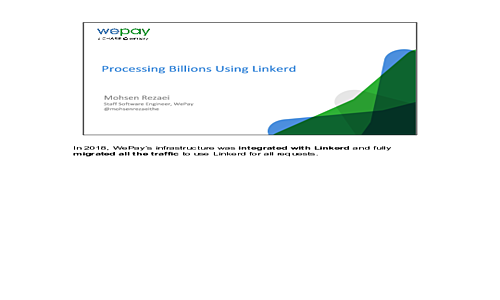 wepay
a CHASE Company
Processing Billions Using Linkerd
Mohsen Rezaei
Staff Software Engineer, WePay
@mohsenrezaeithe
In 2018, WePay's infrastructure was integrated with Linkerd and fully
migrated all the traffic to use Linkerd for all requests.